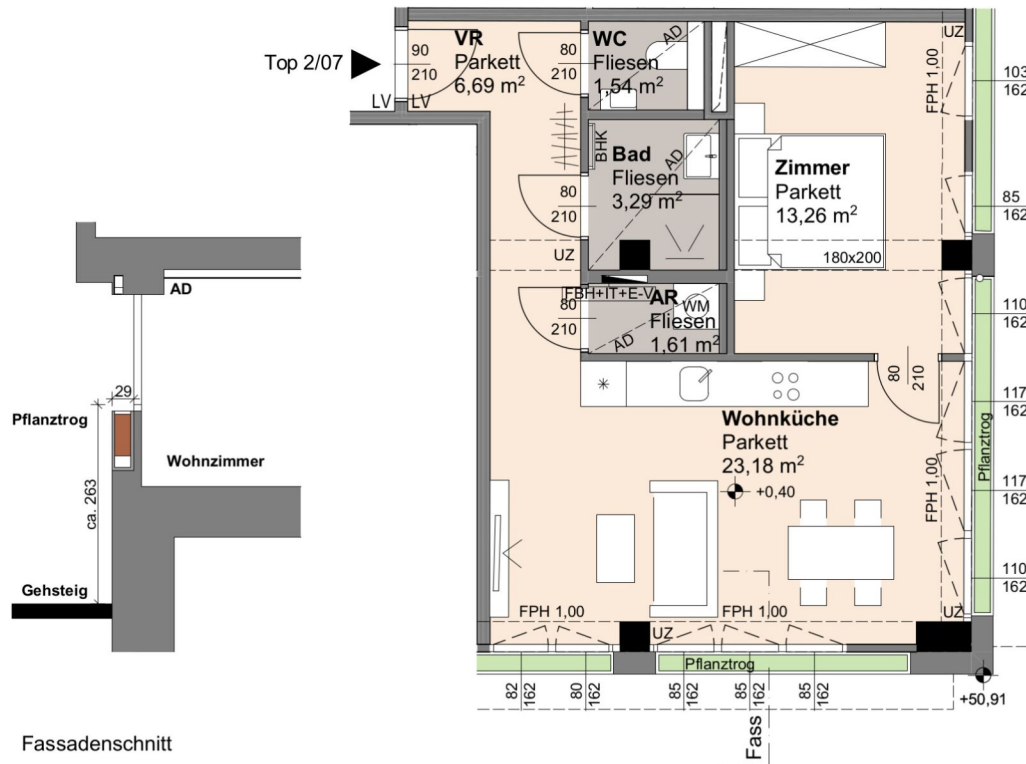 Top 2/07
90
210
LV
LV
VR
Parkett
6,69 m²
80
210
WC
Fliesen
1,54 m²
AD
UZ
FPH 1,00
103
162
BHK
Bad
Fliesen
3,29 m²
AD
80
210
Zimmer
Parkett
13,26 m²
180x200
85
162
UZ
FBH+IT+E-V
80
210
AR
Fliesen
1,61 m²
WM
AD
110
162
80
210
117
162
Wohnküche
Parkett
23,18 m²
+0,40
Pflanztrog
FPH 1,00
117
162
110
162
FPH 1,00
FPH 1,00
UZ
UZ
Pflanztrog
82
162
80
162
85
162
85
162
85
162
Fass
+50,91
AD
29
Pflanztrog
Wohnzimmer
ca. 263
Gehsteig
Fassadenschnitt